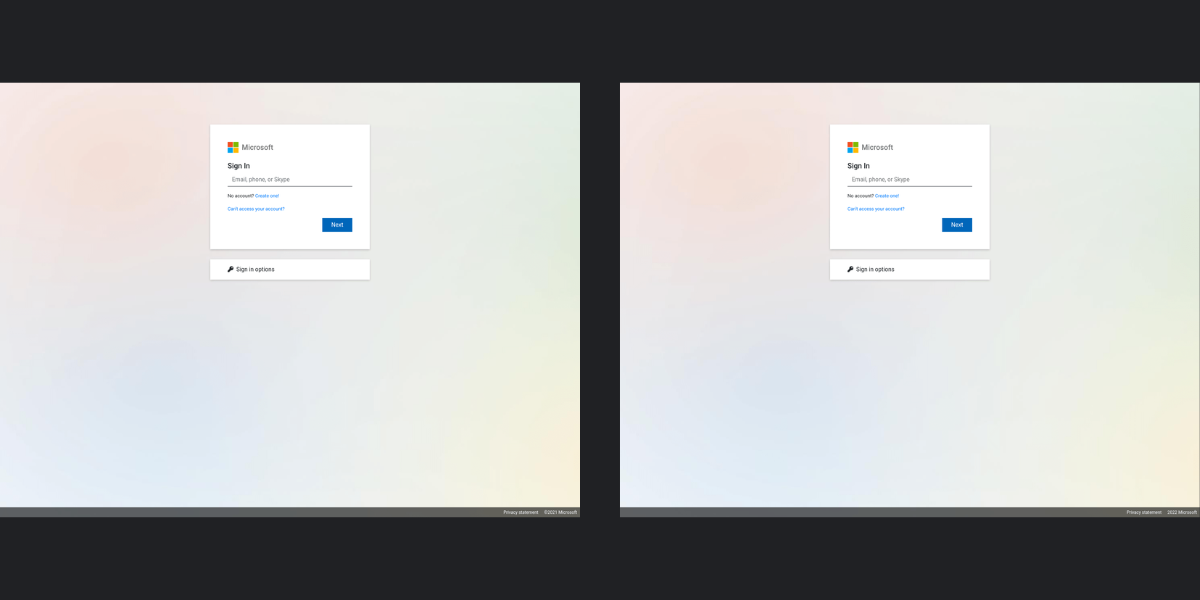 Microsoft
Sign In
Email, phone, or Skype
No account? Create one!
Can't access your account?
Next
Sign in options
Privacy statement ©2021 Microsoft
Microsoft
Sign In
Email, phone, or Skype
No account? Create one!
Can't access your account?
Next
Sign in options
Privacy statement 2022 Microsoft